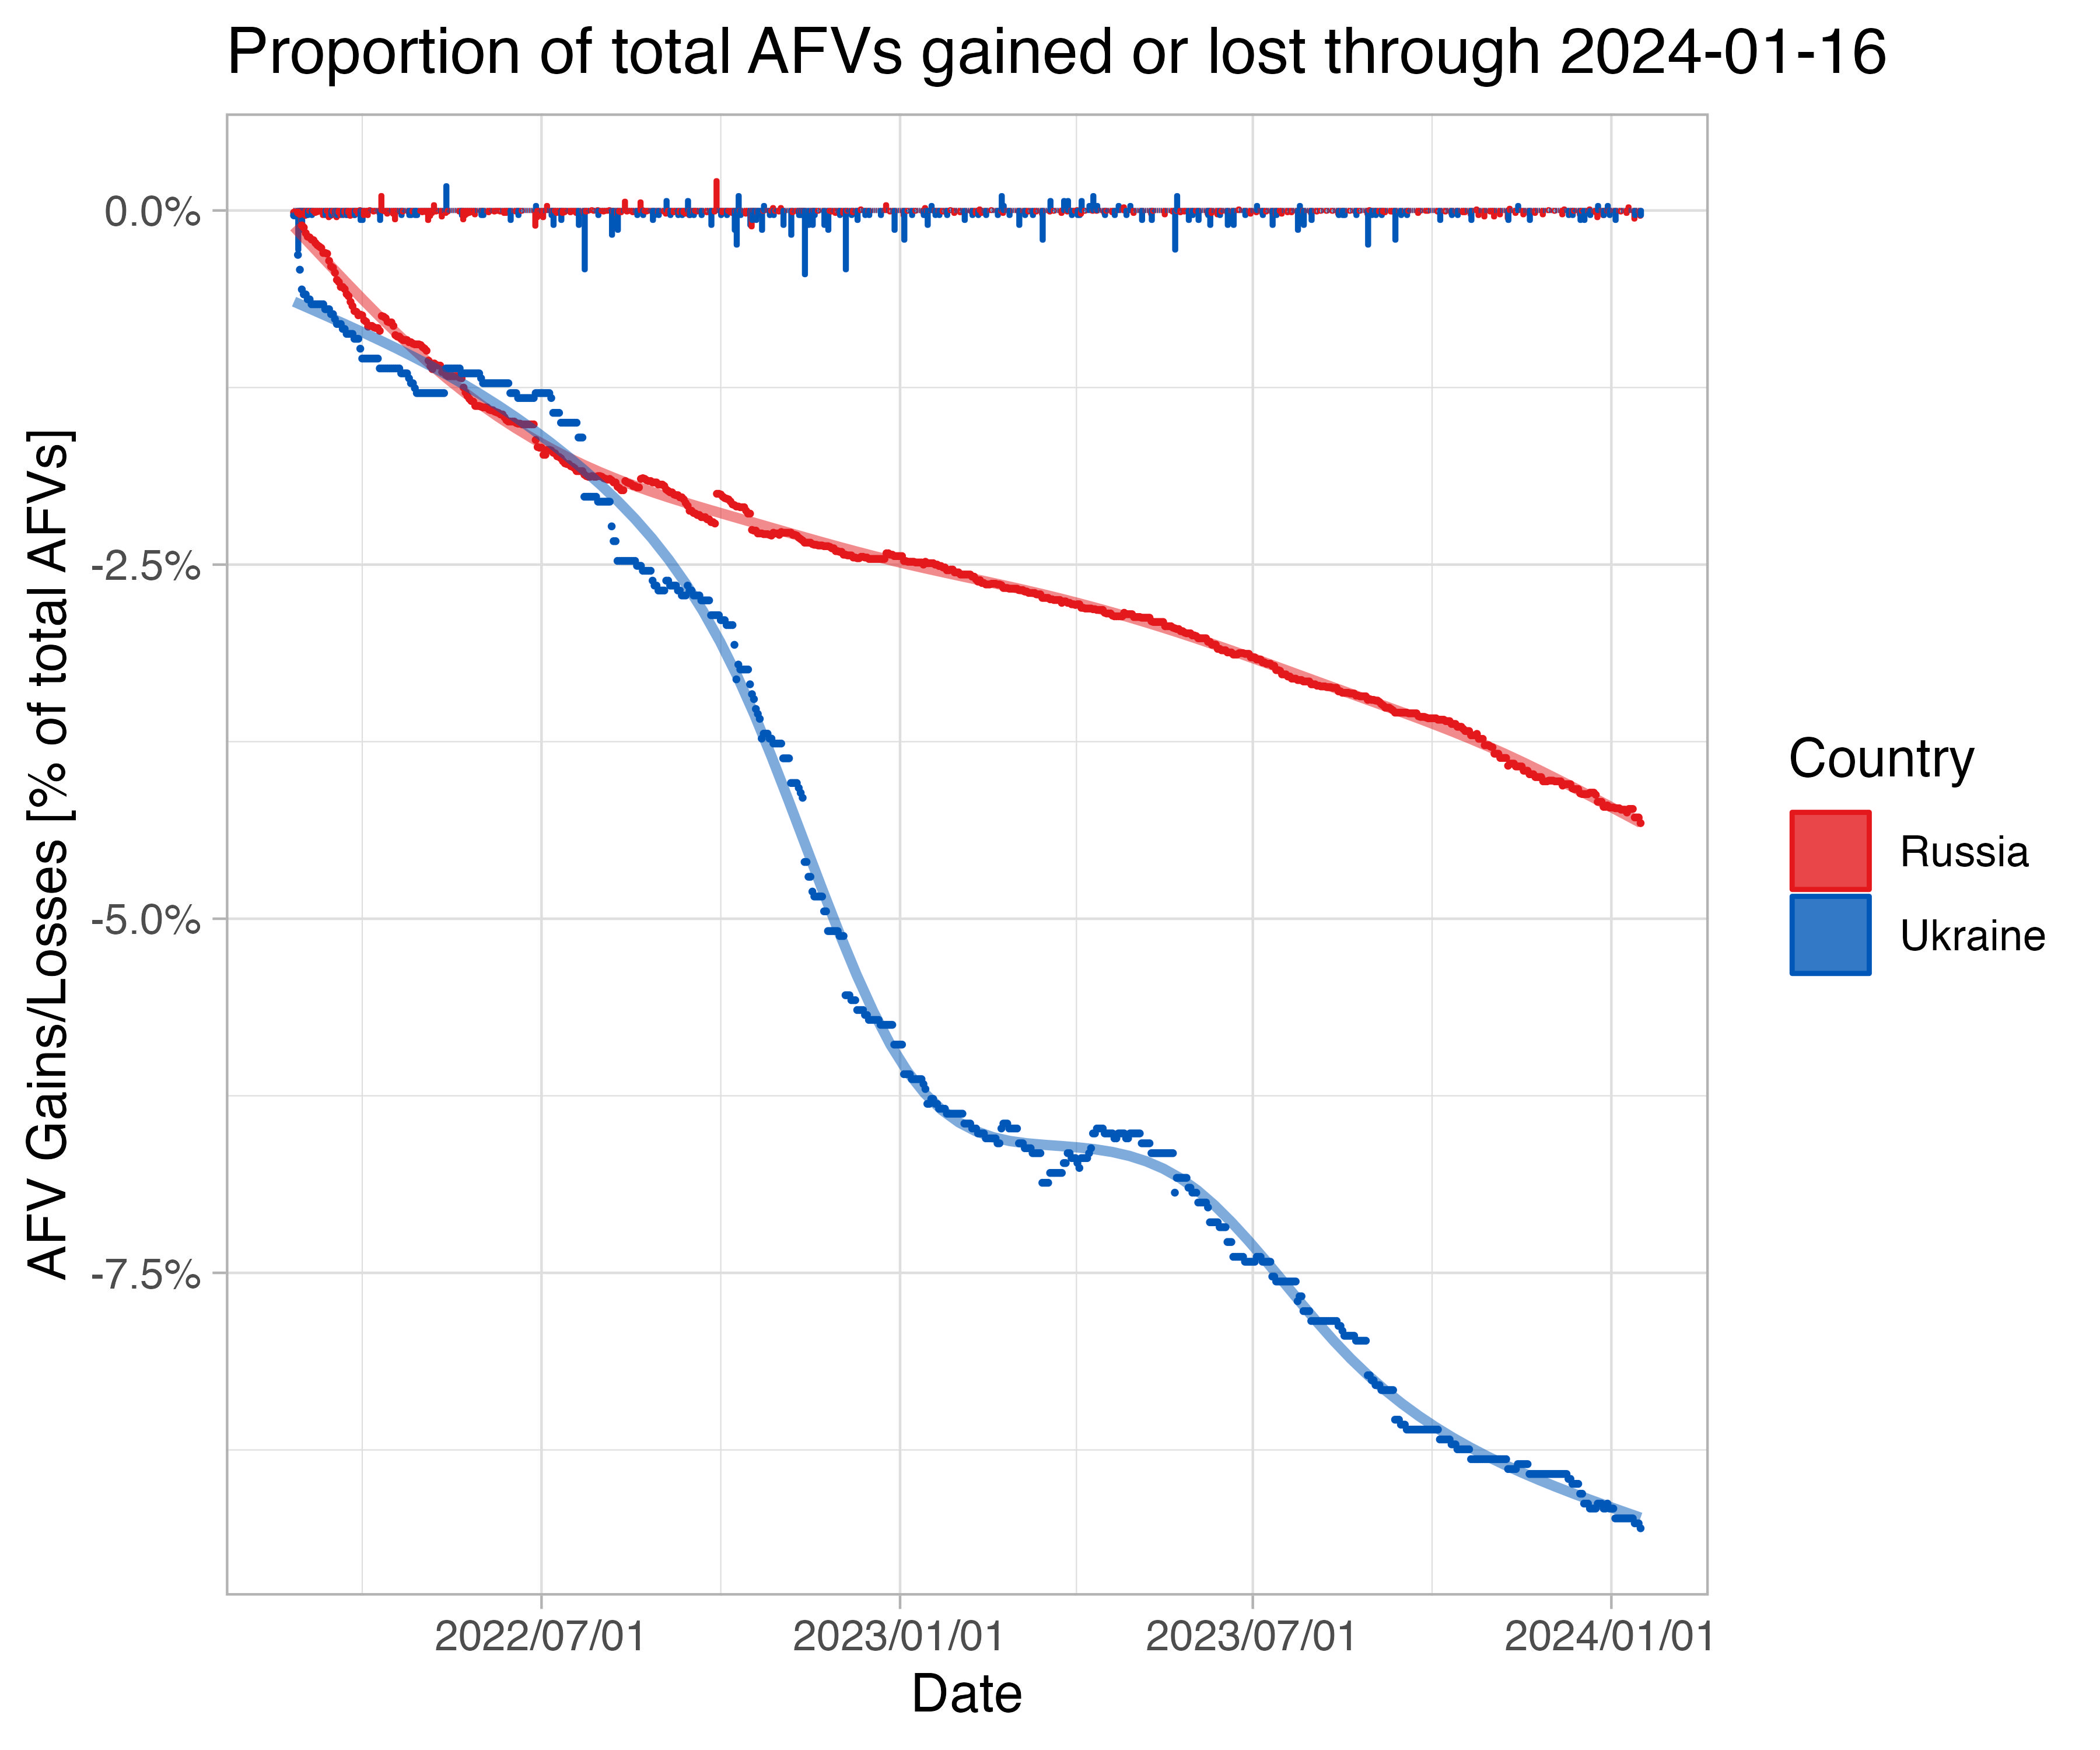 Proportion of total AFVs gained or lost through 2024-01-16
AFV Gains/Losses [% of total AFVs]
0.0%
-2.5%
-5.0%
-7.5%
2022/07/01
2023/01/01
2023/07/01
2024/01/01
Date
Country
Russia
Ukraine